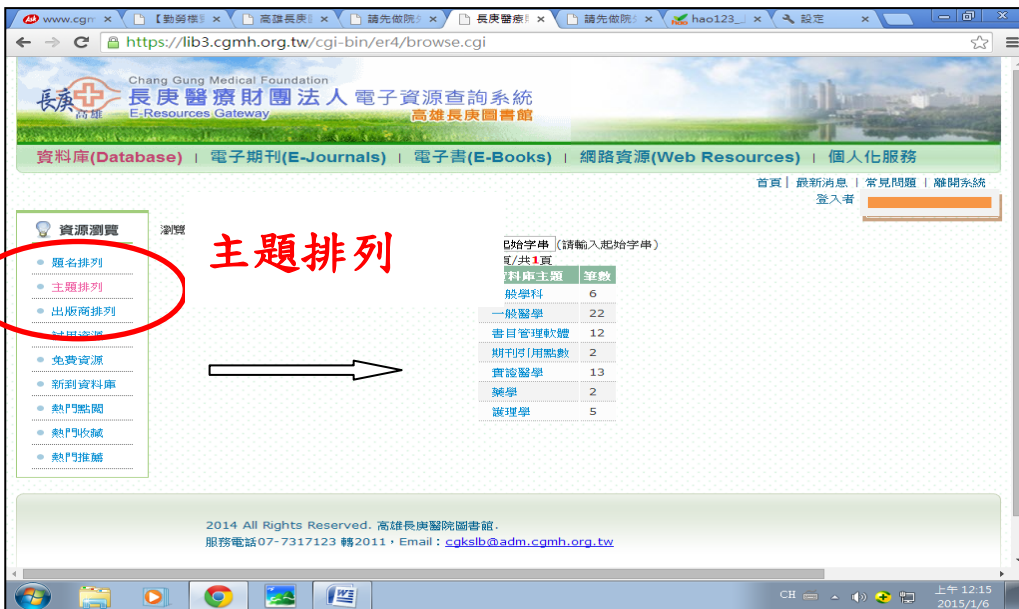 www.cgm
【勤勞樸
高雄長庚
請先做院
長庚醫療
請先做院
hao123_
設定
https://lib3.cgmh.org.tw/cgi-bin/er4/browse.cgi
長庚
高雄
Chang Gung Medical Foundation
長庚醫療財團法人 電子資源查詢系統
E-Resources Gateway
高雄長庚圖書館
資料庫(Database) | 電子期刊(E-Journals) | 電子書(E-Books) | 網路資源(Web Resources) | 個人化服務
首頁 | 最新消息 | 常見問題 | 離開系統
登入者
資源瀏覽
題名排列
主題排列
出版商排列
試用資源
免費資源
新到資料庫
熱門點閱
熱門收藏
熱門推薦
瀏覽
主題排列
起始字串 (請輸入起始字串)
頁/共1頁
資料庫主題 筆數
一般學科 6
一般醫學 22
書目管理軟體 12
期刊引用點數 2
實證醫學 13
藥學 2
護理學 5
2014 All Rights Reserved. 高雄長庚醫院圖書館.
服務電話07-7317123 轉2011,Email:cgkslb@adm.cgmh.org.tw
CH
上午 12:15
2015/1/6